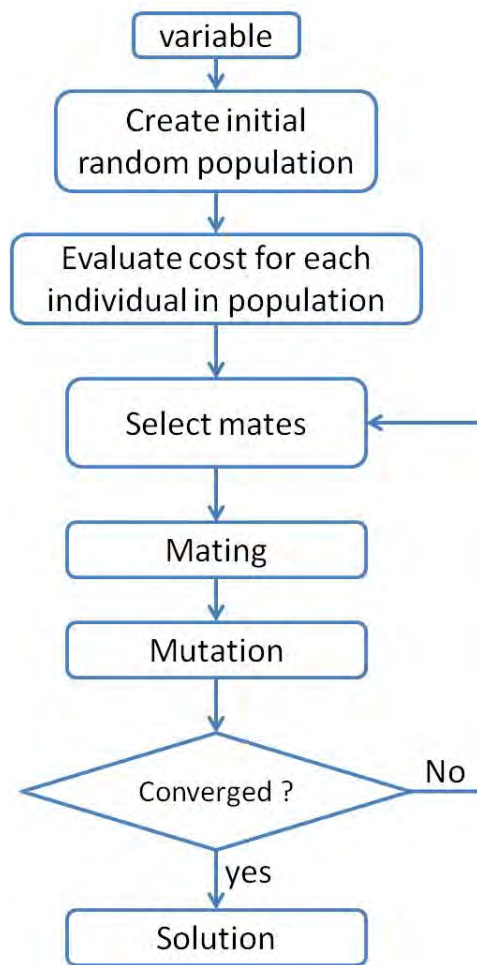 variable
Create initial
random population
Evaluate cost for each
individual in population
Select mates
Mating
Mutation
Converged ?
No
yes
Solution